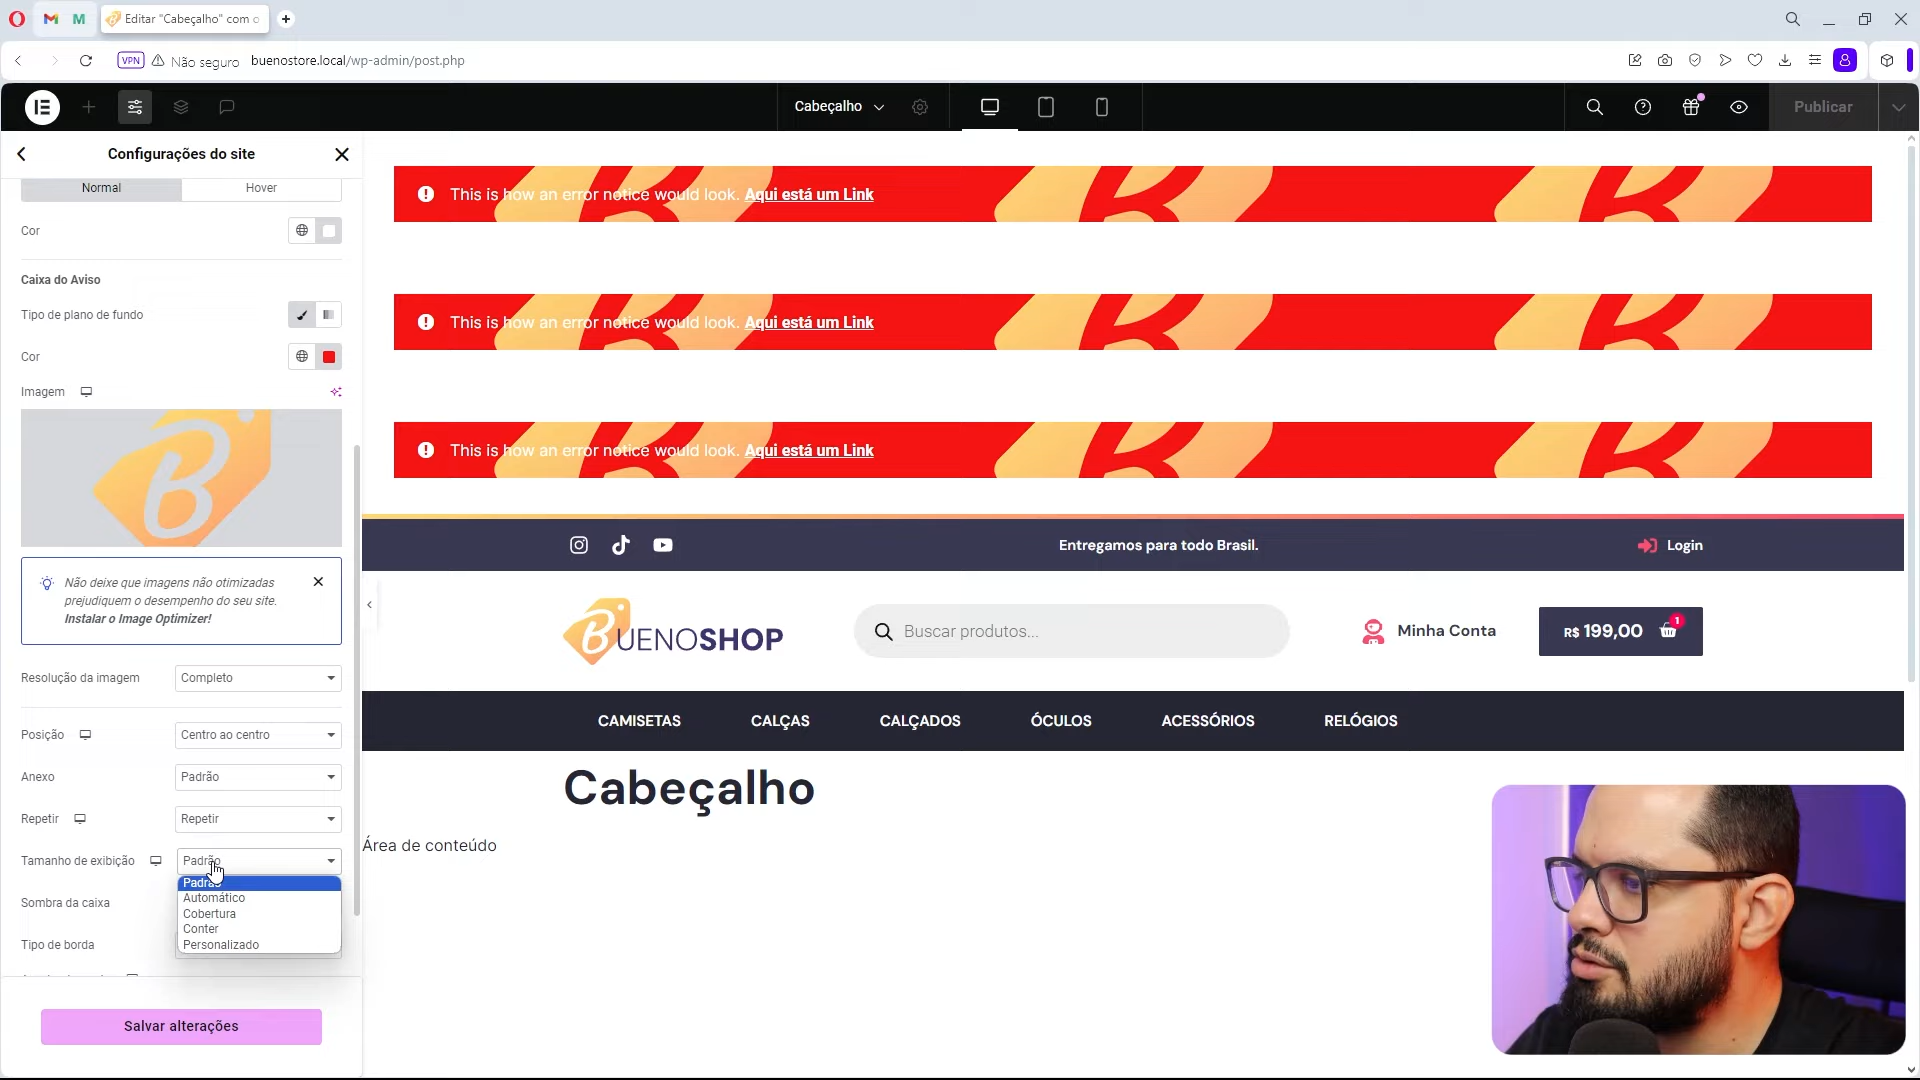 Editar "Cabeçalho" com o
VPN
Não seguro
buenostore.local/wp-admin/post.php
Cabeçalho
Publicar
Configurações do site
Normal
Hover
Cor
Caixa do Aviso
Tipo de plano de fundo
Cor
Imagem
Não deixe que imagens não otimizadas
prejudiquem o desempenho do seu site.
Instalar o Image Optimizer!
Resolução da imagem
Completo
Posição
Centro ao centro
Anexo
Padrão
Repetir
Repetir
Tamanho de exibição
Padrão
Padrão
Automático
Cobertura
Conter
Personalizado
Sombra da caixa
Tipo de borda
Salvar alterações
This is how an error notice would look. Aqui está um Link
This is how an error notice would look. Aqui está um Link
This is how an error notice would look. Aqui está um Link
Entregamos para todo Brasil.
Login
BUENOSHOP
Buscar produtos...
Minha Conta
R$ 199,00
1
CAMISETAS
CALÇAS
CALÇADOS
ÓCULOS
ACESSÓRIOS
RELÓGIOS
Cabeçalho
Área de conteúdo